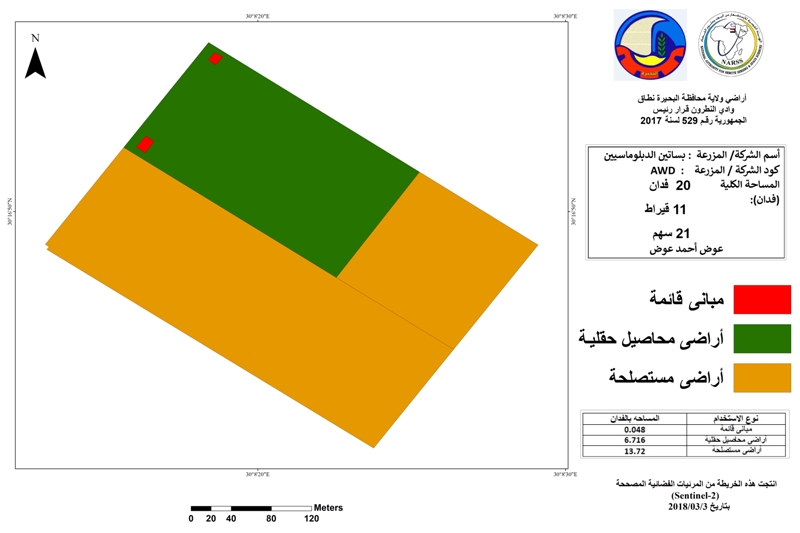 30°8'20"E
30°8'30"E
N
30°16'50"N
30°16'50"N
30°8'20"E
30°8'30"E
Meters
0 10 20 40 80 120
NARSS
أراضي ولاية محافظة البحيرة نطاق
وادي النطرون قرار رئيس
الجمهورية رقم 529 لسنة 2017
أسم الشركة/ المزرعة : بساتين الدبلوماسيين
كود الشركة / المزرعة : AWD
المساحة الكلية 20 فدان
(فدان):
11 قيراط
21 سهم
عوض أحمد عوض
مبانى قائمة
أراضى محاصيل حقلية
أراضى مستصلحة
نوع الإستخدام المساحه بالفدان
مبانى قائمة 0.048
أراضى محاصيل حقلية 6.716
أراضى مستصلحة 13.72
انتجت هذه الخريطة من المرئيات الفضائية المصححة
(Sentinel-2)
بتاريخ 2018/03/3